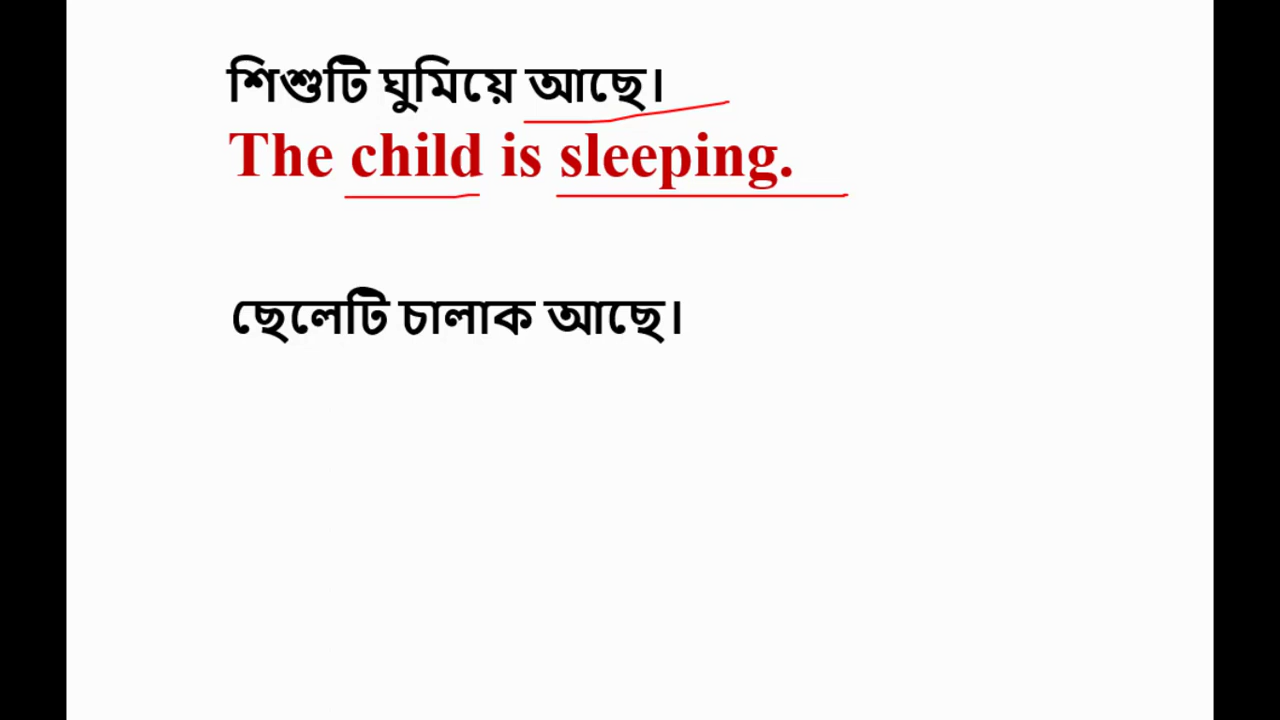 শিশুটি ঘুমিয়ে আছে।
The child is sleeping.
ছেলেটি চালাক আছে।